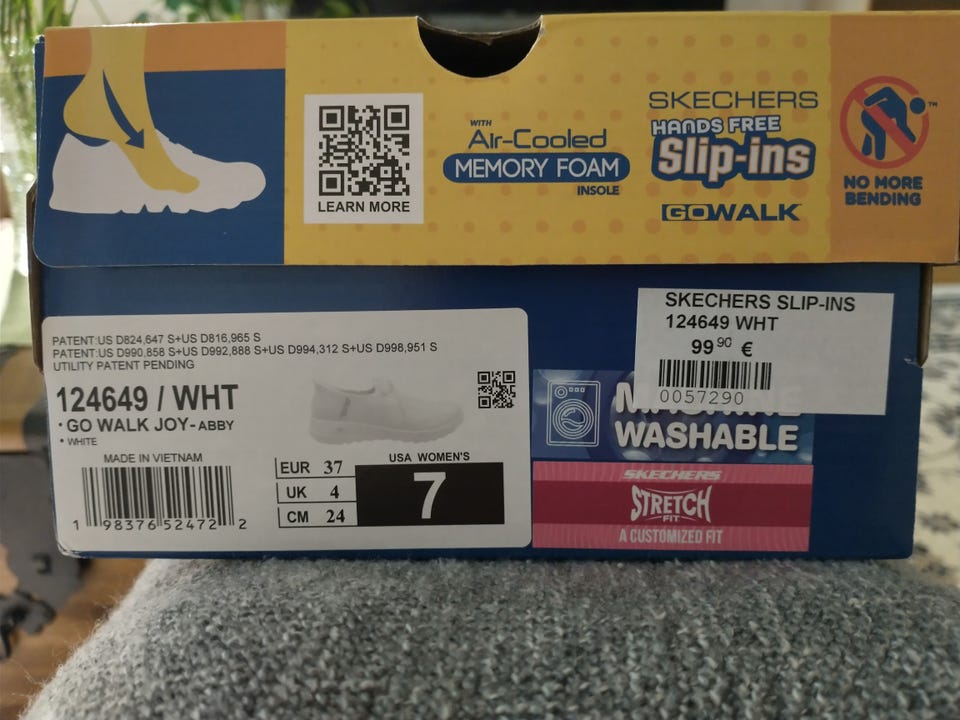 LEARN MORE
WITH
Air-Cooled
MEMORY FOAM
INSOLE
SKECHERS
HANDS FREE
Slip-ins
GOWALK
™
NO MORE
BENDING
PATENT:US D824,647 S+US D816,965 S
PATENT:US D990,858 S+US D992,888 S+US D994,312 S+US D998,951 S
UTILITY PATENT PENDING
124649 / WHT
• GO WALK JOY-ABBY
• WHITE
MADE IN VIETNAM
1 98376 52472 2
EUR 37
UK 4
CM 24
USA WOMEN'S
7
SKECHERS SLIP-INS
124649 WHT
99 90 €
0057290
WASHABLE
SKECHERS
STRETCH
FIT
A CUSTOMIZED FIT